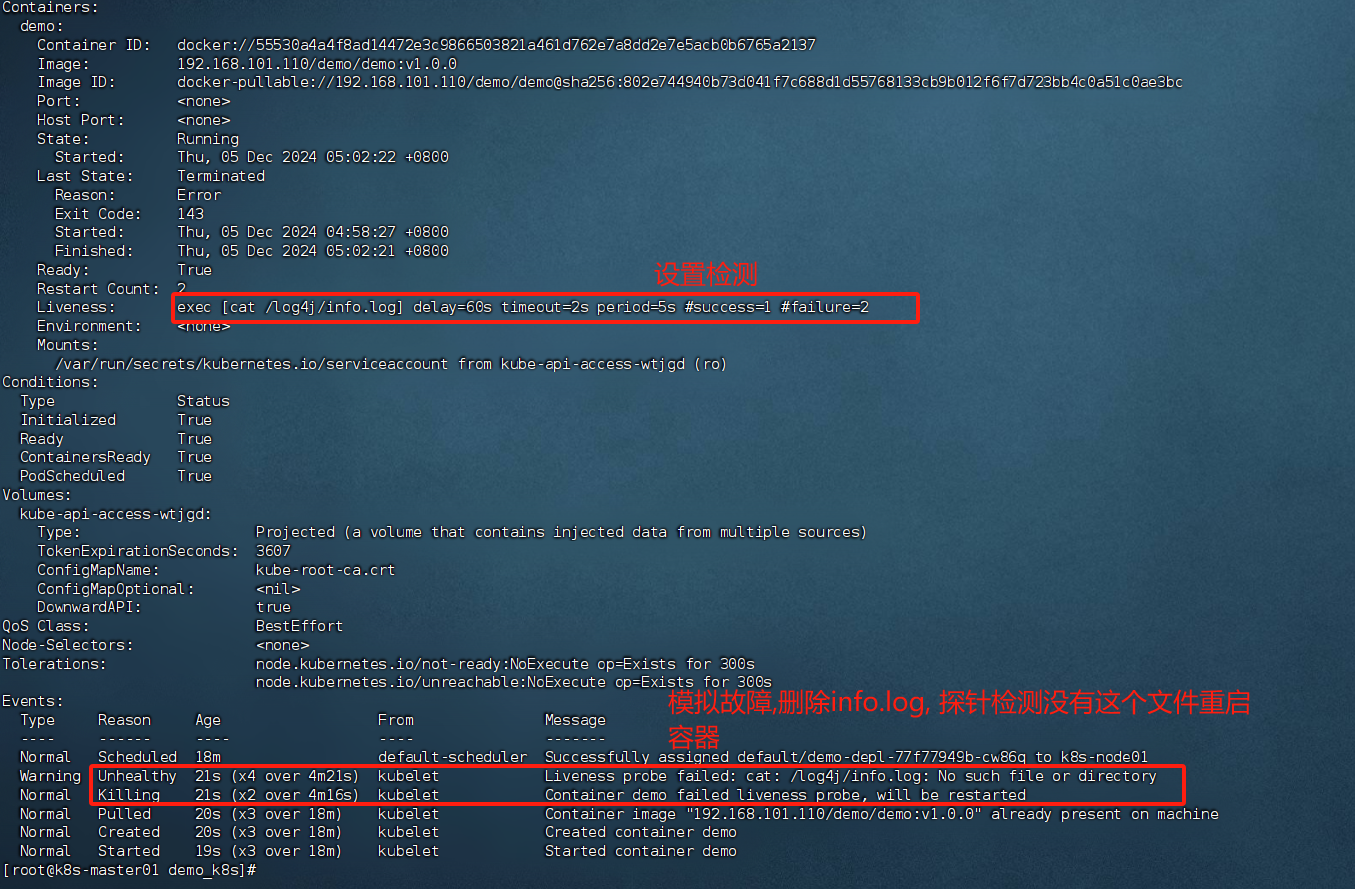 Containers:
demo:
Container ID: docker://55530a4a4f8ad14472e3c9866503821a461d762e7a8dd2e7e5acb0b6765a2137
Image: 192.168.101.110/demo/demo:v1.0.0
Image ID: docker-pullable://192.168.101.110/demo/demo@sha256:802e744940b73d041f7c688d1d55768133cb9b012f6f7d723bb4c0a51c0ae3bc
Port: <none>
Host Port: <none>
State: Running
Started: Thu, 05 Dec 2024 05:02:22 +0800
Last State: Terminated
Reason: Error
Exit Code: 143
Started: Thu, 05 Dec 2024 04:58:27 +0800
Finished: Thu, 05 Dec 2024 05:02:21 +0800
Ready: True
设置检测
Restart Count: 2
Liveness: exec [cat /log4j/info.log] delay=60s timeout=2s period=5s #success=1 #failure=2
Environment: <none>
Mounts:
/var/run/secrets/kubernetes.io/serviceaccount from kube-api-access-wtjgd (ro)
Conditions:
Type Status
Initialized True
Ready True
ContainersReady True
PodScheduled True
Volumes:
kube-api-access-wtjgd:
Type: Projected (a volume that contains injected data from multiple sources)
TokenExpirationSeconds: 3607
ConfigMapName: kube-root-ca.crt
ConfigMapOptional: <nil>
DownwardAPI: true
QoS Class: BestEffort
Node-Selectors: <none>
Tolerations: node.kubernetes.io/not-ready:NoExecute op=Exists for 300s
node.kubernetes.io/unreachable:NoExecute op=Exists for 300s
Events:
模拟故障,删除info.log, 探针检测没有这个文件重启
容器
Type Reason Age From Message
---- ------ ---- ---- -------
Normal Scheduled 18m default-scheduler Successfully assigned default/demo-depl-77f77949b-cw86q to k8s-node01
Warning Unhealthy 21s (x4 over 4m21s) kubelet Liveness probe failed: cat: /log4j/info.log: No such file or directory
Normal Killing 21s (x2 over 4m16s) kubelet Container demo failed liveness probe, will be restarted
Normal Pulled 20s (x3 over 18m) kubelet Container image "192.168.101.110/demo/demo:v1.0.0" already present on machine
Normal Created 20s (x3 over 18m) kubelet Created container demo
Normal Started 19s (x3 over 18m) kubelet Started container demo
[root@k8s-master01 demo_k8s]#